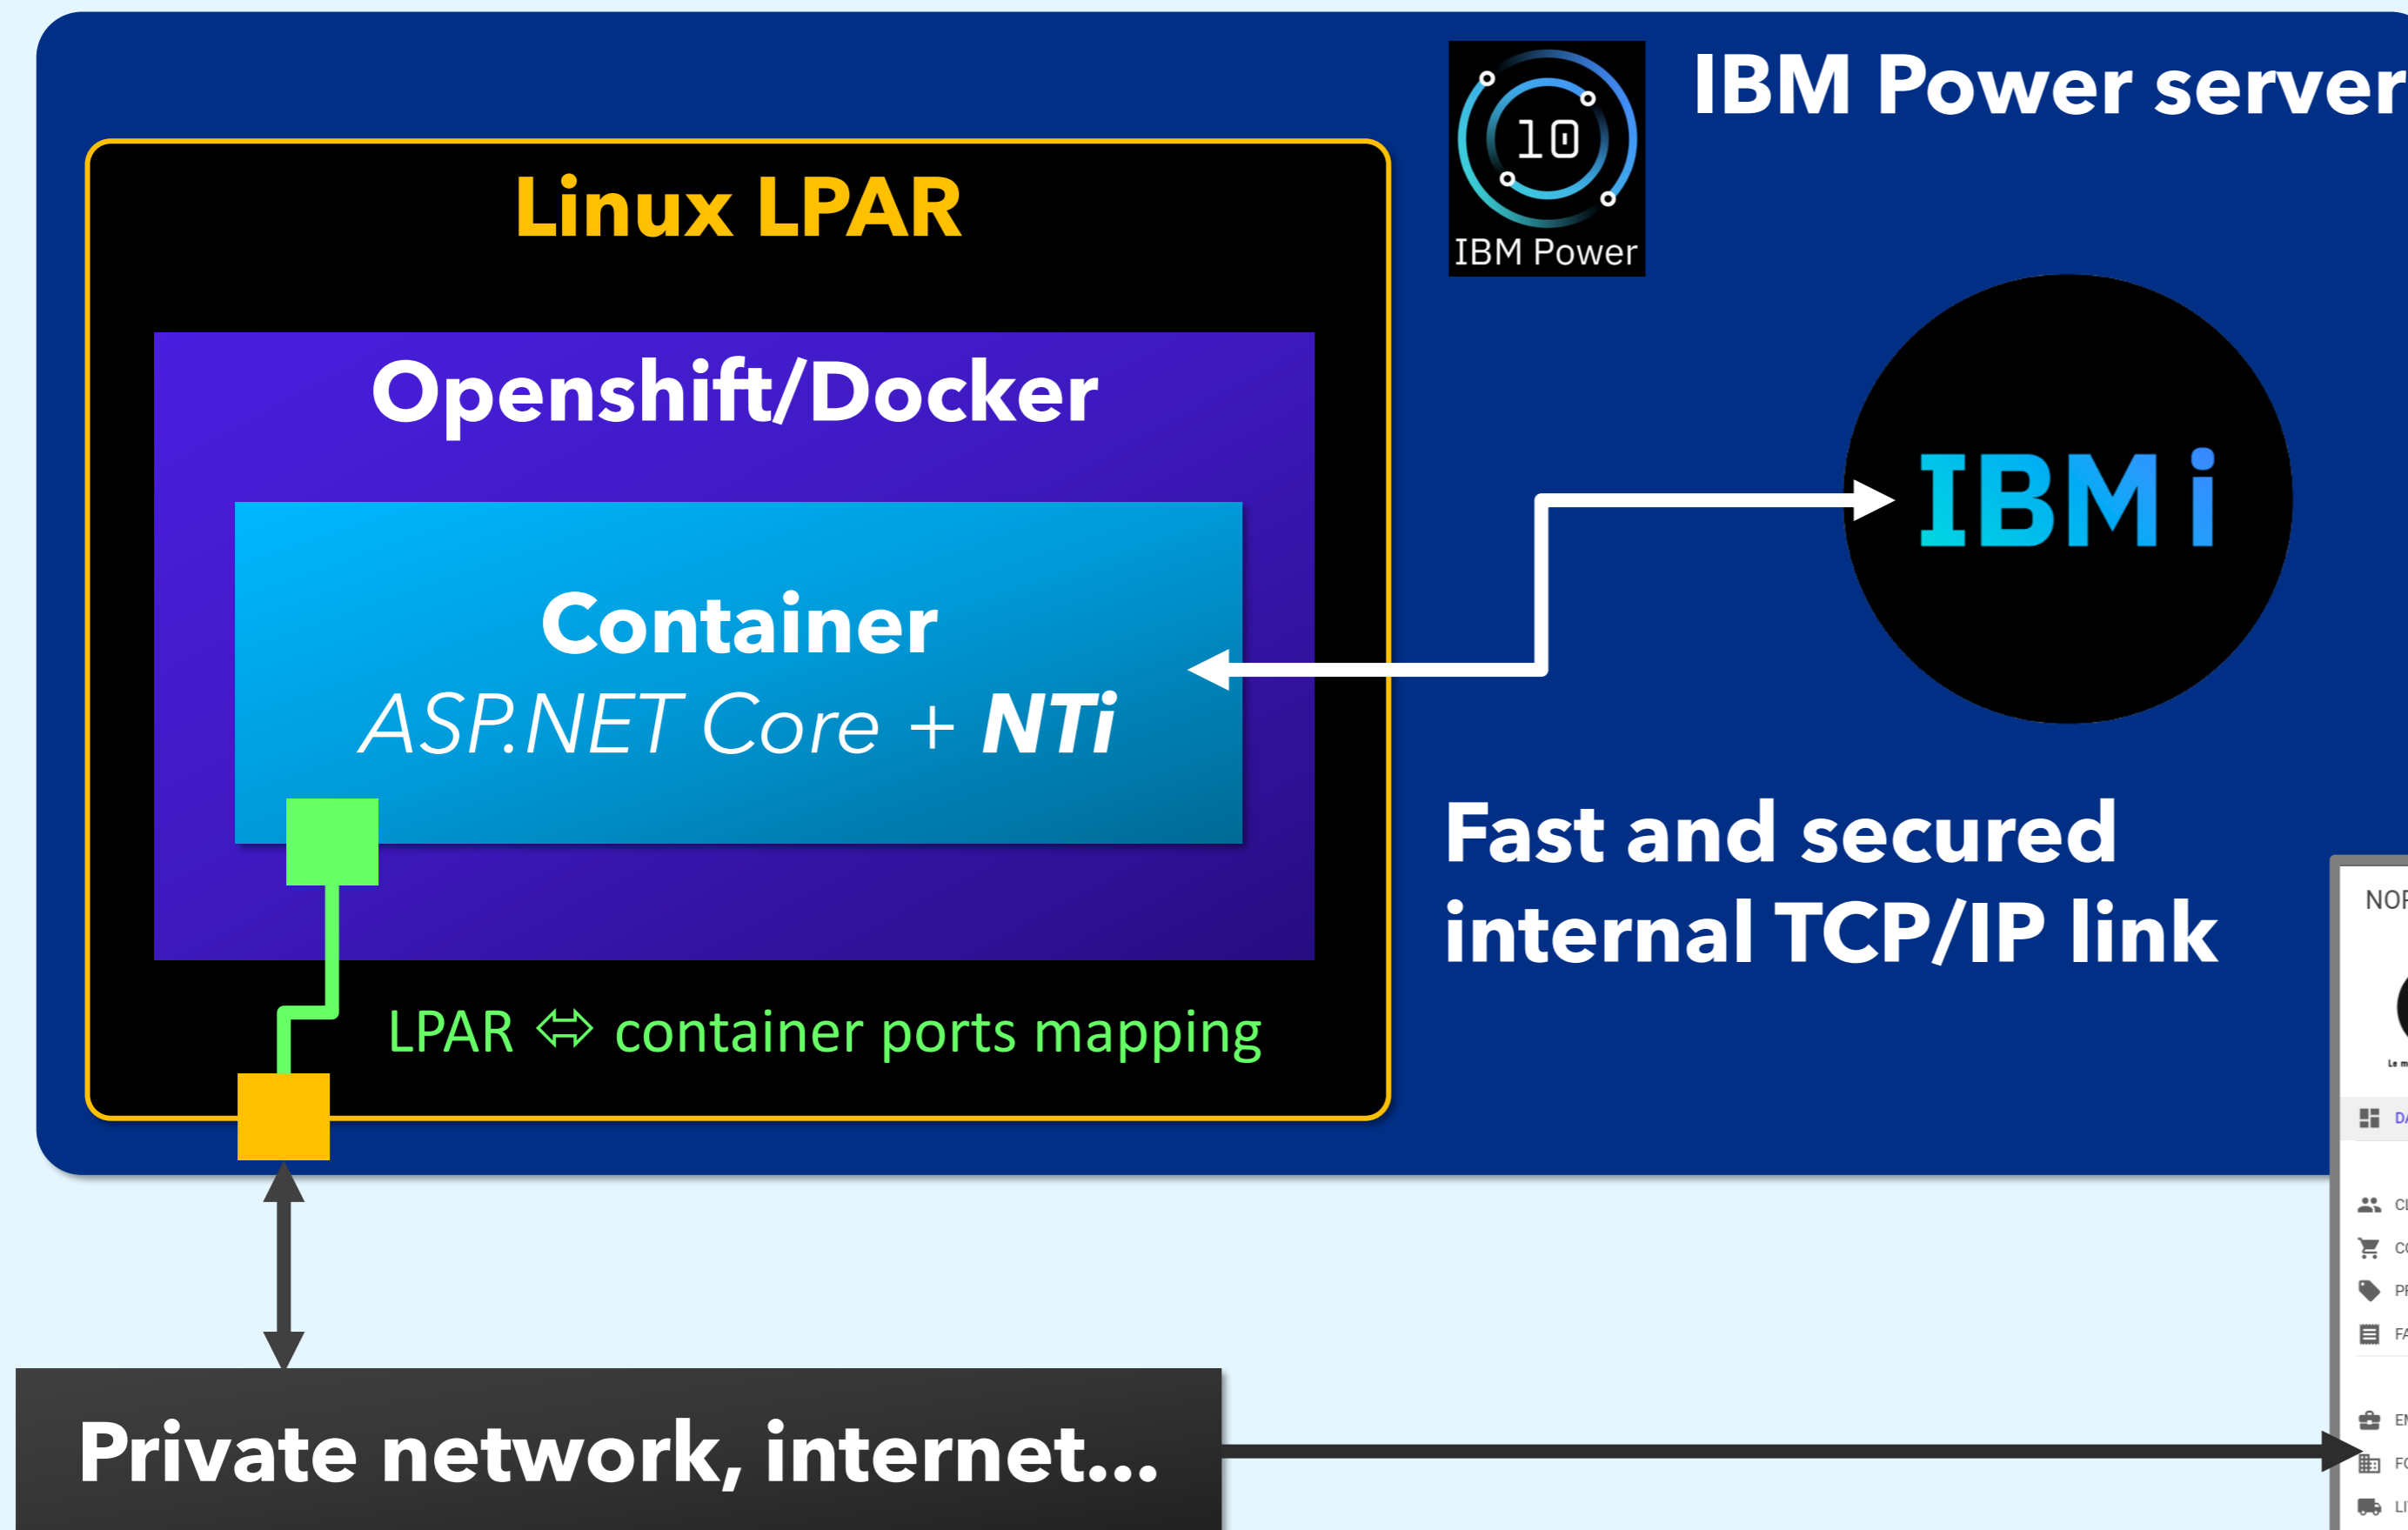 IBM Power server
10
IBM Power
Linux LPAR
Openshift/Docker
Container
ASP.NET Core + NTi
IBM i
Fast and secured
internal TCP/IP link
LPAR ⬄ container ports mapping
Private network, internet...